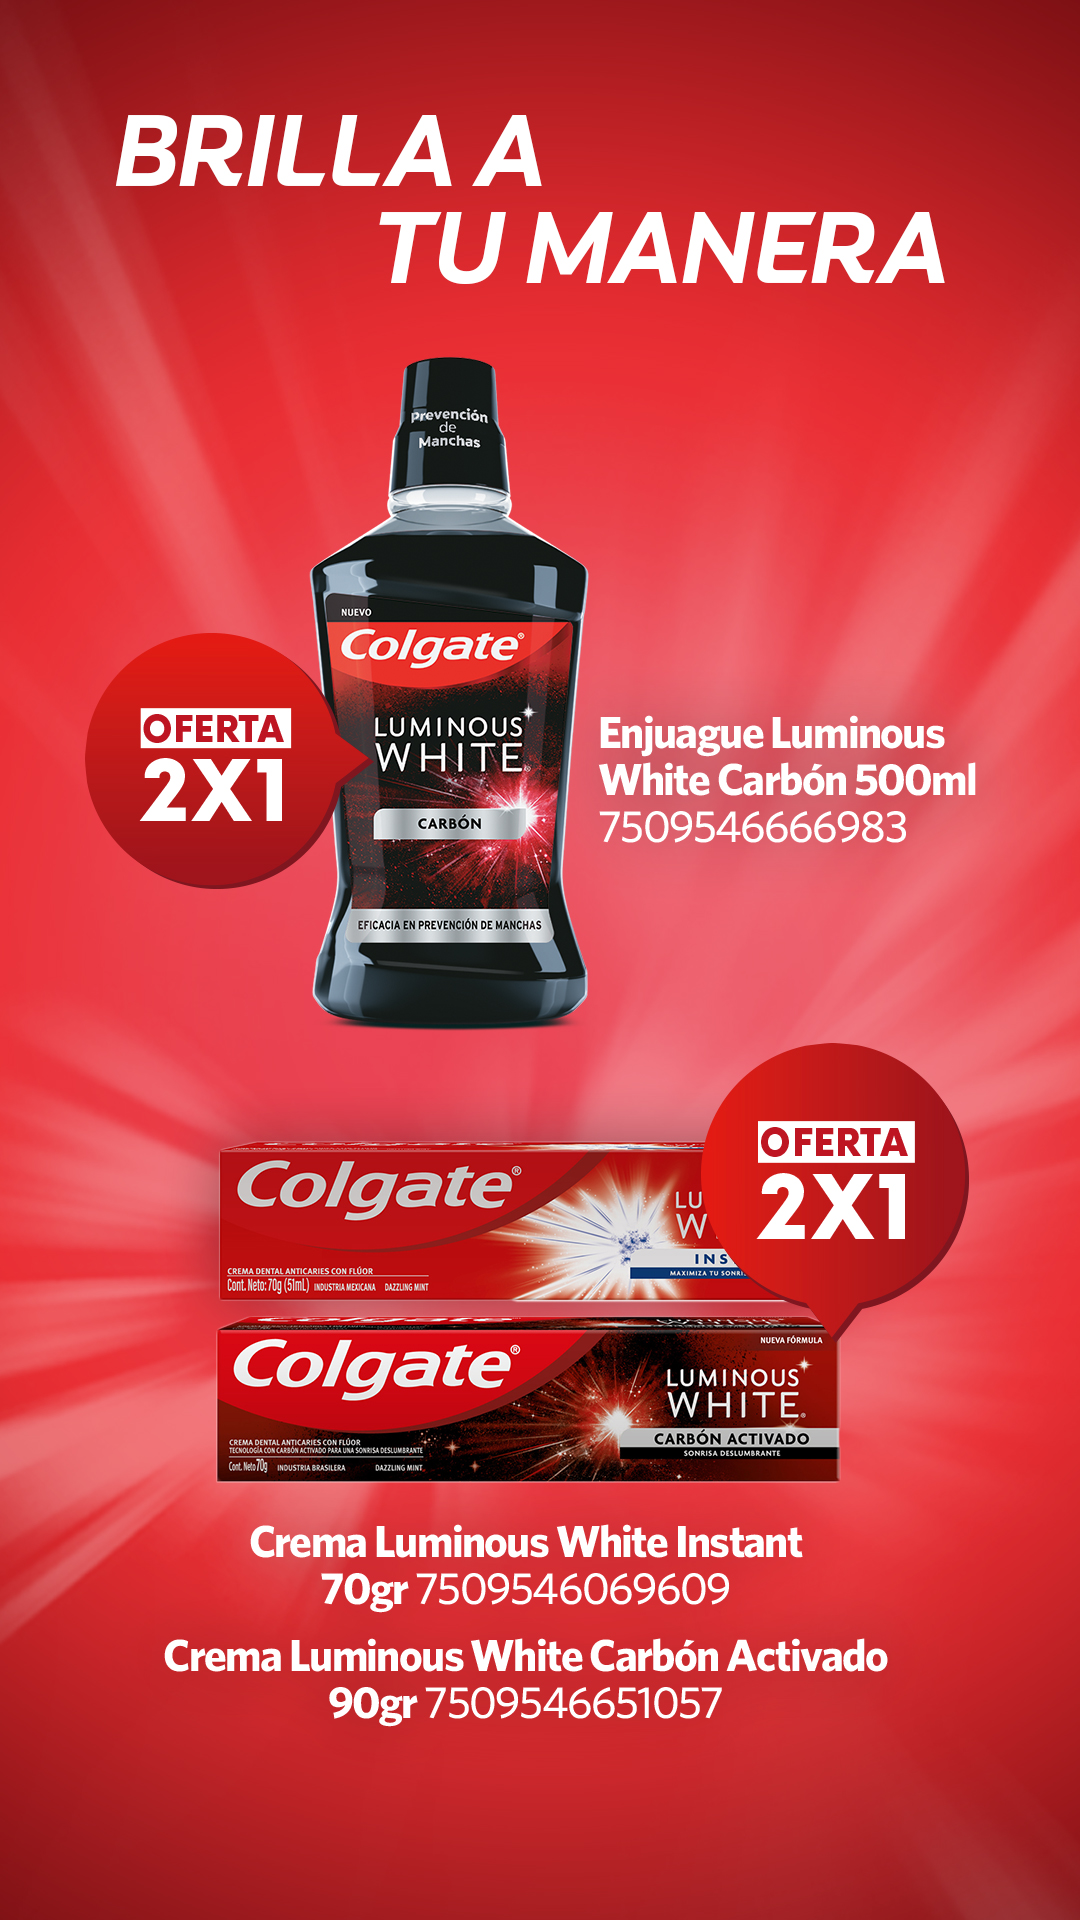 BRILLA A
TU MANERA
Prevención
de
Manchas
NUEVO
Colgate®
LUMINOUS
WHITE
CARBÓN
EFICACIA EN PREVENCIÓN DE MANCHAS
OFERTA
2X1
Enjuague Luminous
White Carbón 500ml
7509546666983
OFERTA
2X1
Colgate®
LU
W
INS
MAXIMIZA TU
CREMA DENTAL ANTICARIES CON FLÚOR
Cont. Neto: 70g (51mL) INDUSTRIA MEXICANA DAZZLING MINT
NUEVA FÓRMULA
Colgate®
LUMINOUS
WHITE®
CARBÓN ACTIVADO
SONRISA DESLUMBRANTE
CREMA DENTAL ANTICARIES CON FLÚOR
TECNOLOGÍA CON CARBÓN ACTIVADO PARA UNA SONRISA DESLUMBRANTE
Cont. Neto 70g INDUSTRIA BRASILERA DAZZLING MINT
Crema Luminous White Instant
70gr 7509546069609
Crema Luminous White Carbón Activado
90gr 7509546651057